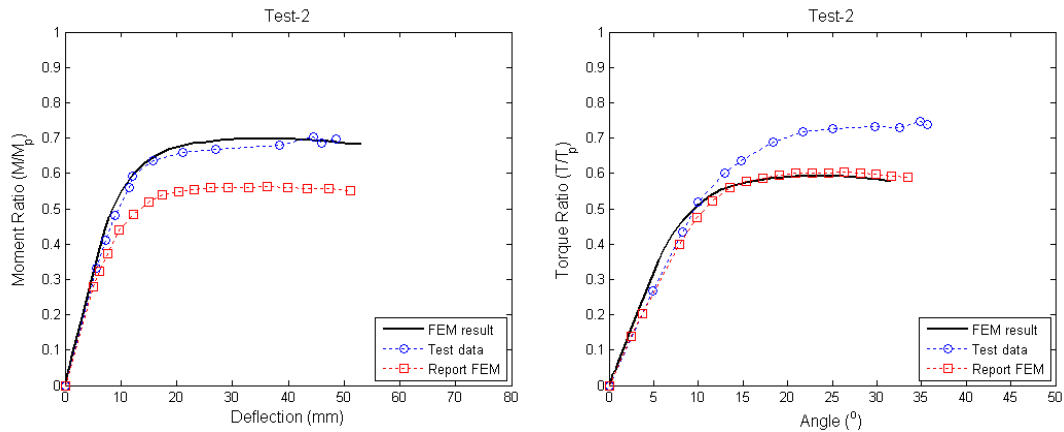 Test-2
Moment Ratio (M/Mp)
1
0.9
0.8
0.7
0.6
0.5
0.4
0.3
0.2
0.1
0
FEM result
Test data
Report FEM
0 10 20 30 40 50 60 70 80
Deflection (mm)
Test-2
Torque Ratio (T/Tp)
1
0.9
0.8
0.7
0.6
0.5
0.4
0.3
0.2
0.1
0
FEM result
Test data
Report FEM
0 5 10 15 20 25 30 35 40 45 50
Angle (°)